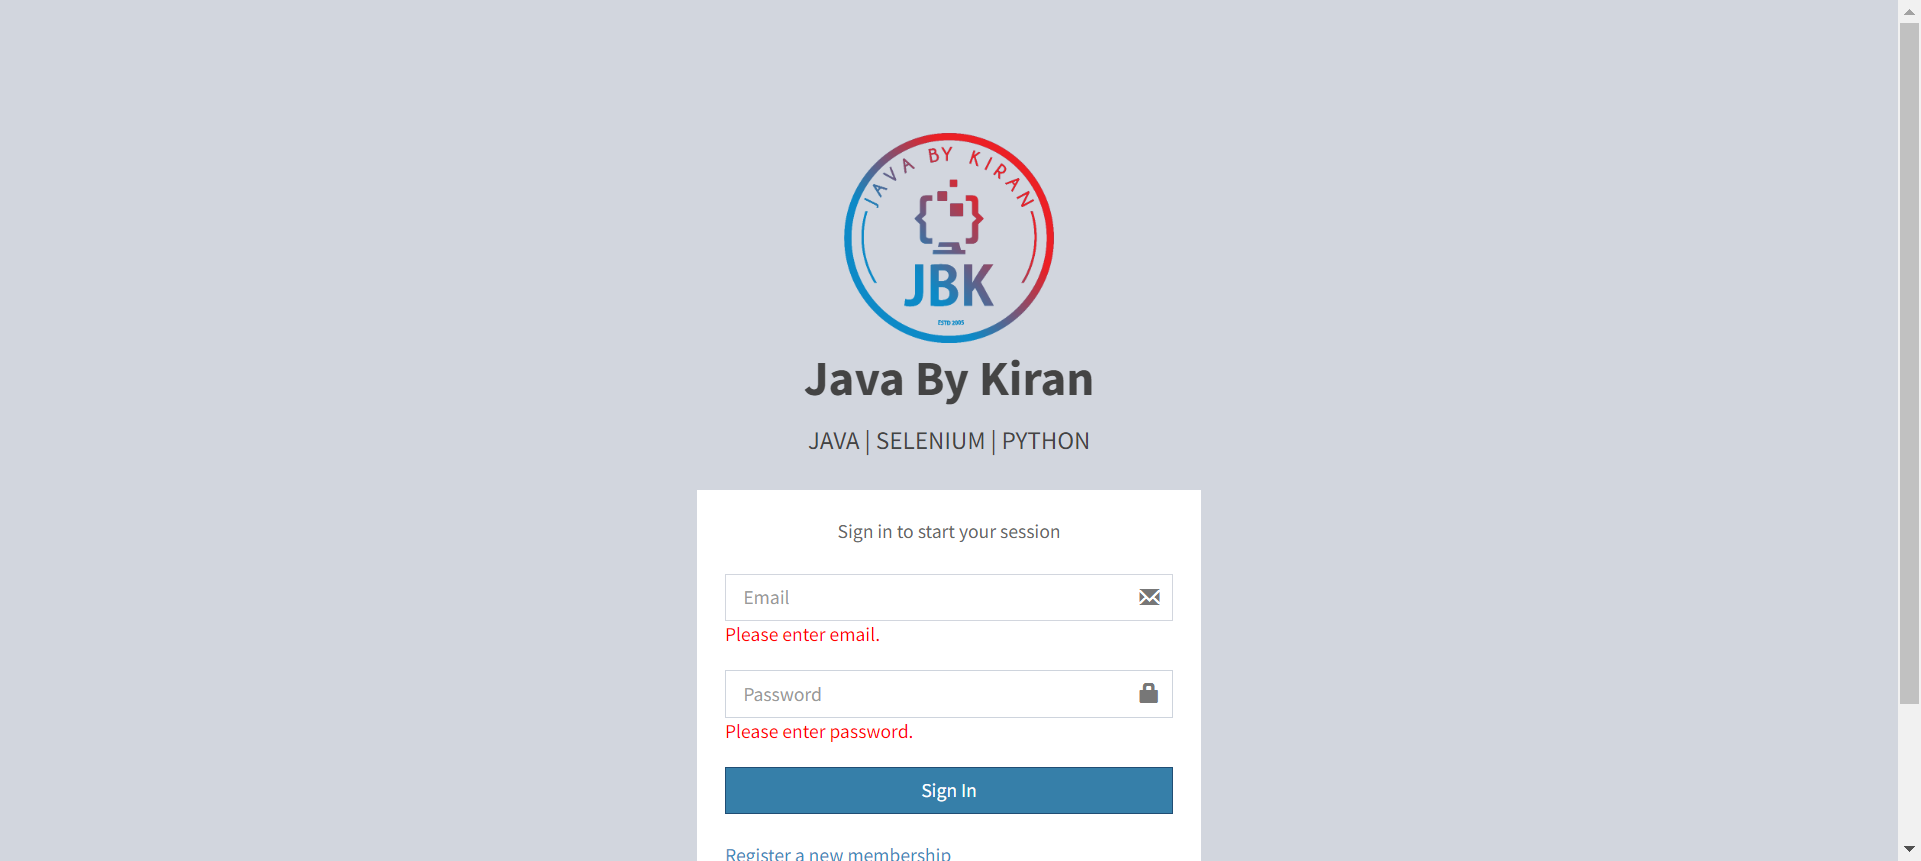 JAVA BY KIRAN
JBK
ESTD 2005
Java By Kiran
JAVA | SELENIUM | PYTHON
Sign in to start your session
Email
Please enter email.
Password
Please enter password.
Sign In
Register a new membership